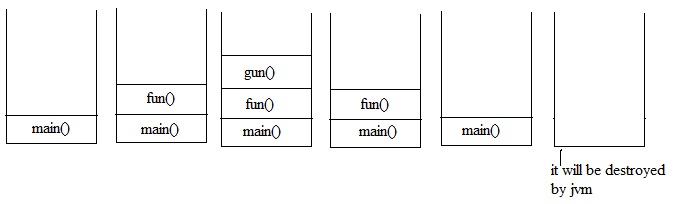 main()
fun()
main()
gun()
fun()
main()
fun()
main()
main()
it will be destroyed
by jvm